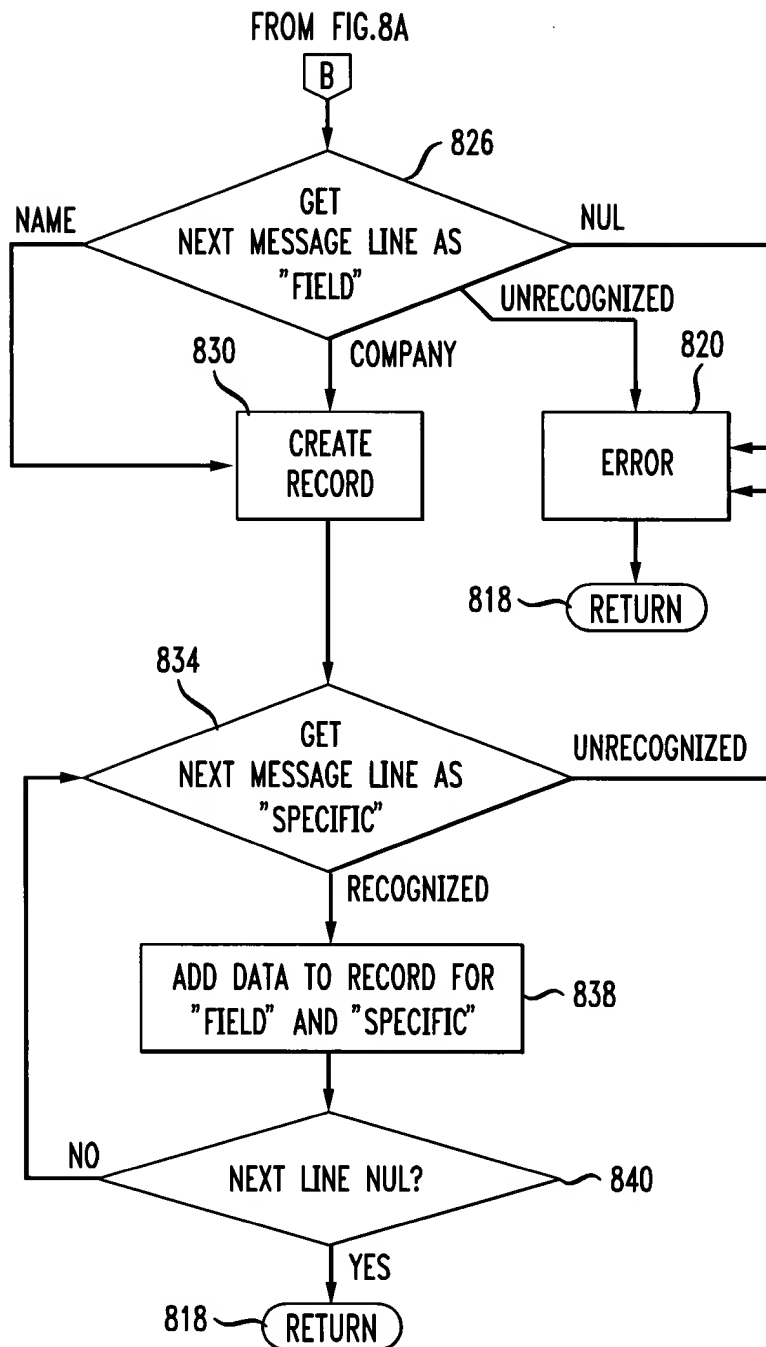 FROM FIG.8A
B
826
GET
NEXT MESSAGE LINE AS
"FIELD"
NAME
NUL
UNRECOGNIZED
COMPANY
830
820
CREATE
RECORD
ERROR
818
RETURN
834
GET
NEXT MESSAGE LINE AS
"SPECIFIC"
UNRECOGNIZED
RECOGNIZED
ADD DATA TO RECORD FOR
"FIELD" AND "SPECIFIC"
838
NO
NEXT LINE NUL?
840
YES
818
RETURN